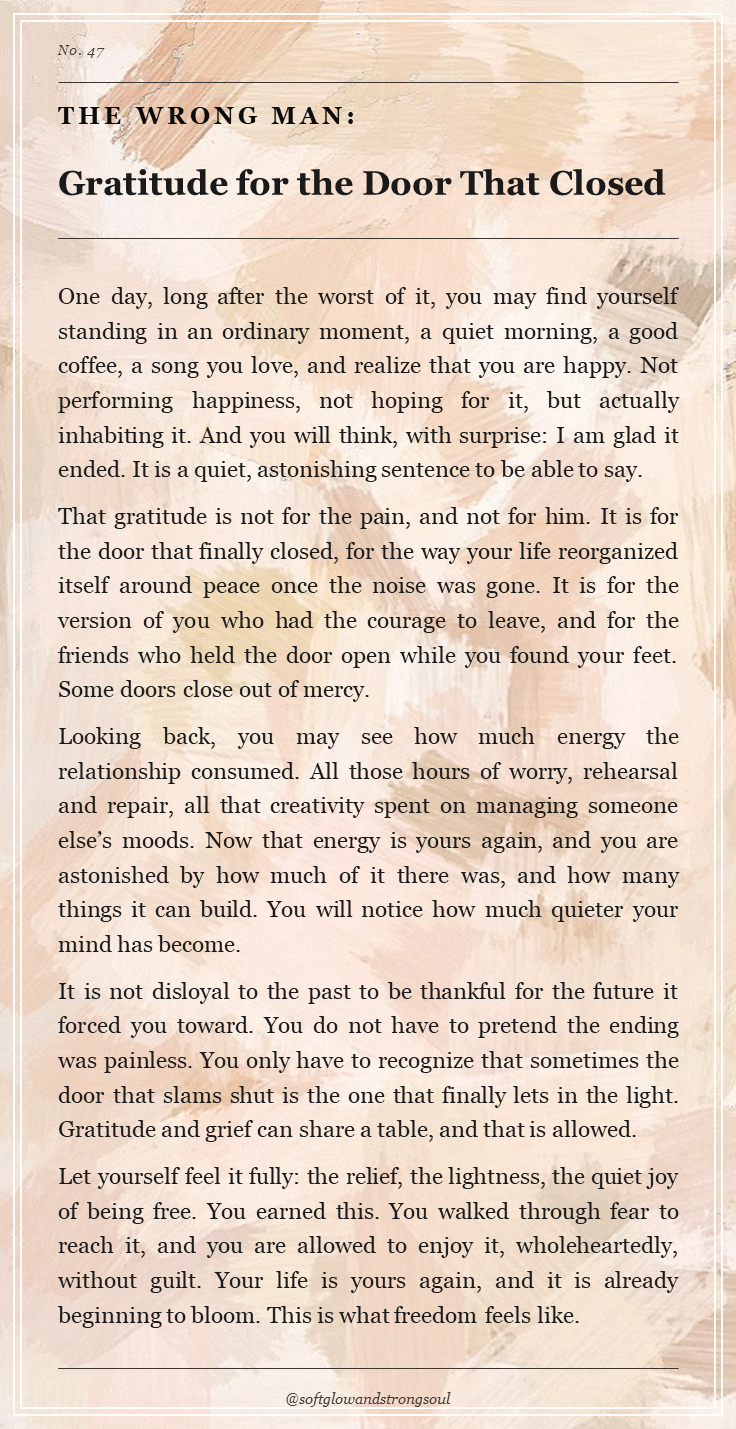 No. 47
THE WRONG MAN:
Gratitude for the Door That Closed
One day, long after the worst of it, you may find yourself
standing in an ordinary moment, a quiet morning, a good
coffee, a song you love, and realize that you are happy. Not
performing happiness, not hoping for it, but actually
inhabiting it. And you will think, with surprise: I am glad it
ended. It is a quiet, astonishing sentence to be able to say.
That gratitude is not for the pain, and not for him. It is for
the door that finally closed, for the way your life reorganized
itself around peace once the noise was gone. It is for the
version of you who had the courage to leave, and for the
friends who held the door open while you found your feet.
Some doors close out of mercy.
Looking back, you may see how much energy the
relationship consumed. All those hours of worry, rehearsal
and repair, all that creativity spent on managing someone
else’s moods. Now that energy is yours again, and you are
astonished by how much of it there was, and how many
things it can build. You will notice how much quieter your
mind has become.
It is not disloyal to the past to be thankful for the future it
forced you toward. You do not have to pretend the ending
was painless. You only have to recognize that sometimes the
door that slams shut is the one that finally lets in the light.
Gratitude and grief can share a table, and that is allowed.
Let yourself feel it fully: the relief, the lightness, the quiet joy
of being free. You earned this. You walked through fear to
reach it, and you are allowed to enjoy it, wholeheartedly,
without guilt. Your life is yours again, and it is already
beginning to bloom. This is what freedom feels like.
@softglowandstrongsoul